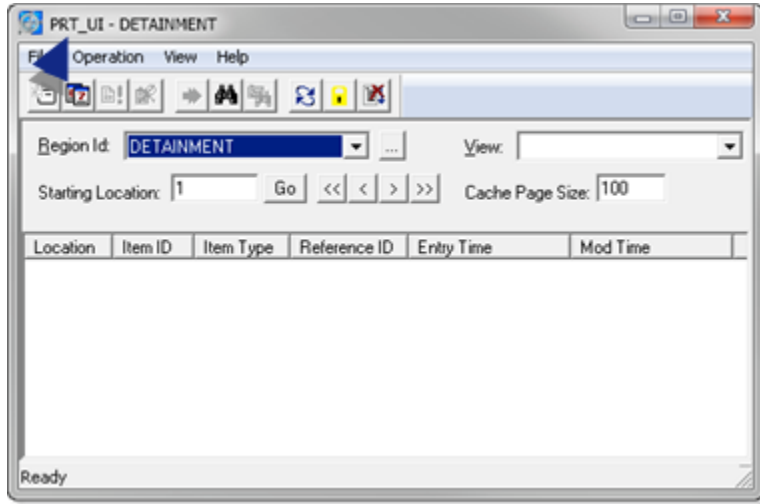 PRT_UI - DETAINMENT
Operation View Help
Region Id: DETAINMENT ... View:
Starting Location: 1 Go << < > >> Cache Page Size: 100
Location Item ID Item Type Reference ID Entry Time Mod Time
Ready